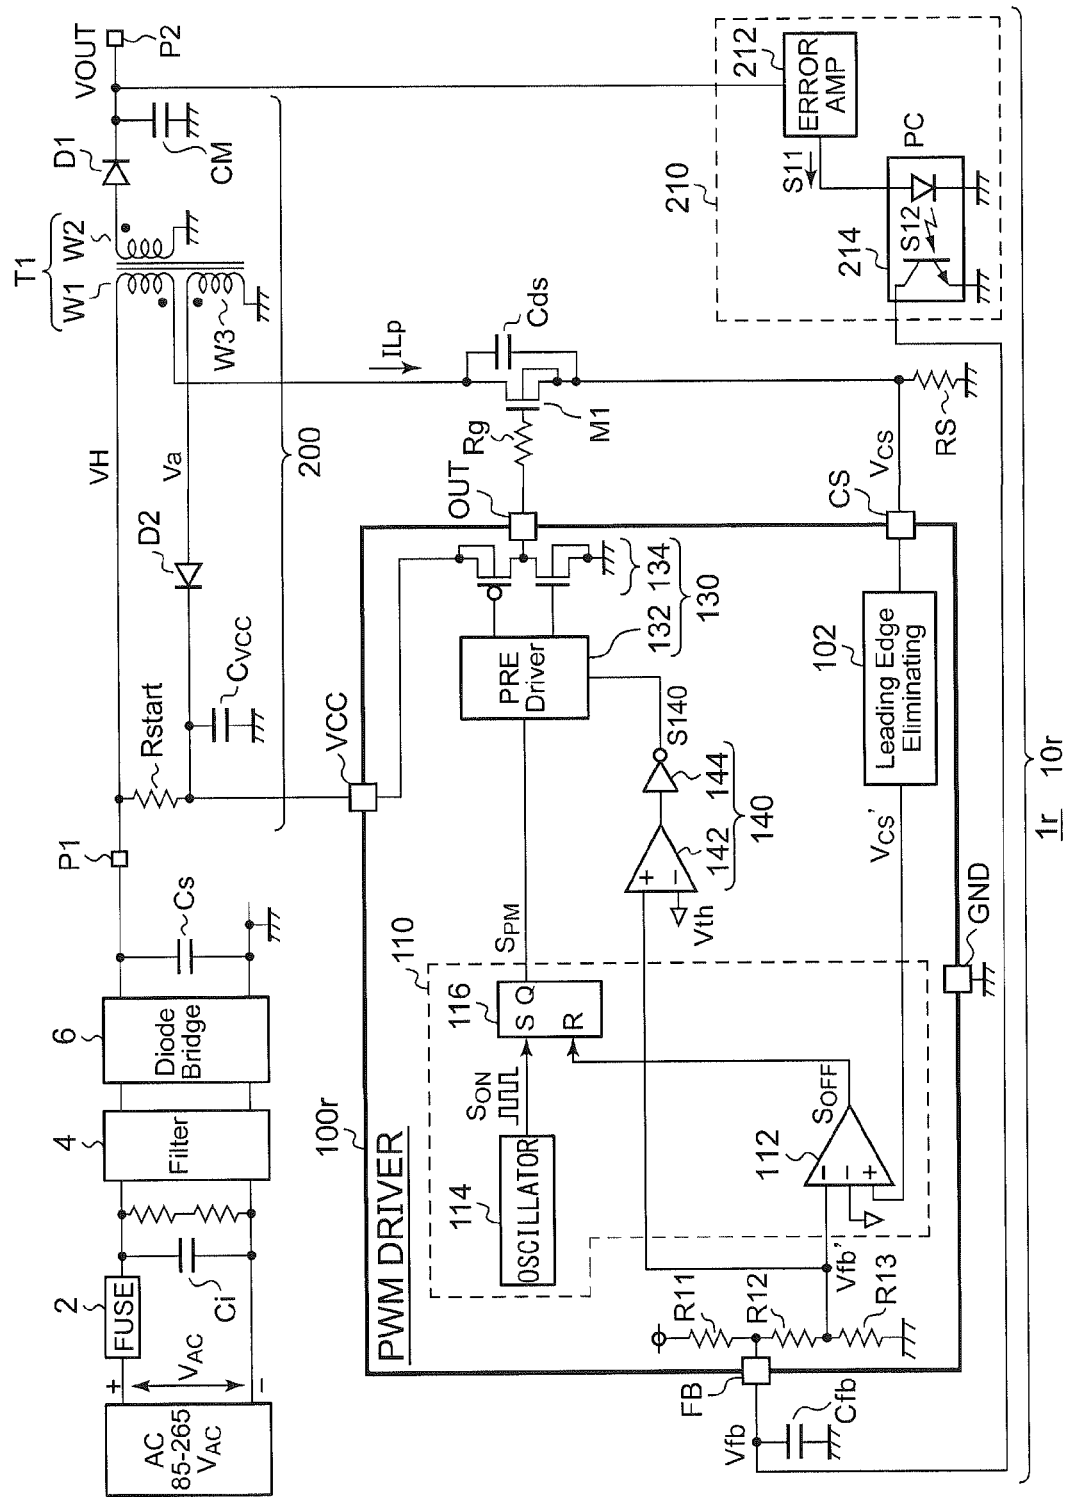 AC
85-265
VAC
+
VAC
−
2
FUSE
Ci
4
Filter
6
Diode
Bridge
Cs
P1
VH
Rstart
CVCC
D2
Va
200
T1
W1 W2
W3
D1
CM
VOUT
P2
ILp
Cds
M1
Rg
RS
VCS
210
212
ERROR
AMP
S11
214
S12
PC
100r
PWM DRIVER
VCC
OUT
CS
GND
FB
Vfb
Cfb
110
114
OSCILLATOR
SON
116
S Q
R
SPM
112
−
−
+
SOFF
Vfb'
R11
R12
R13
+
−
Vth
142
144
140
S140
PRE
Driver
132
134
130
102
Leading Edge
Eliminating
VCS'
10r
1r